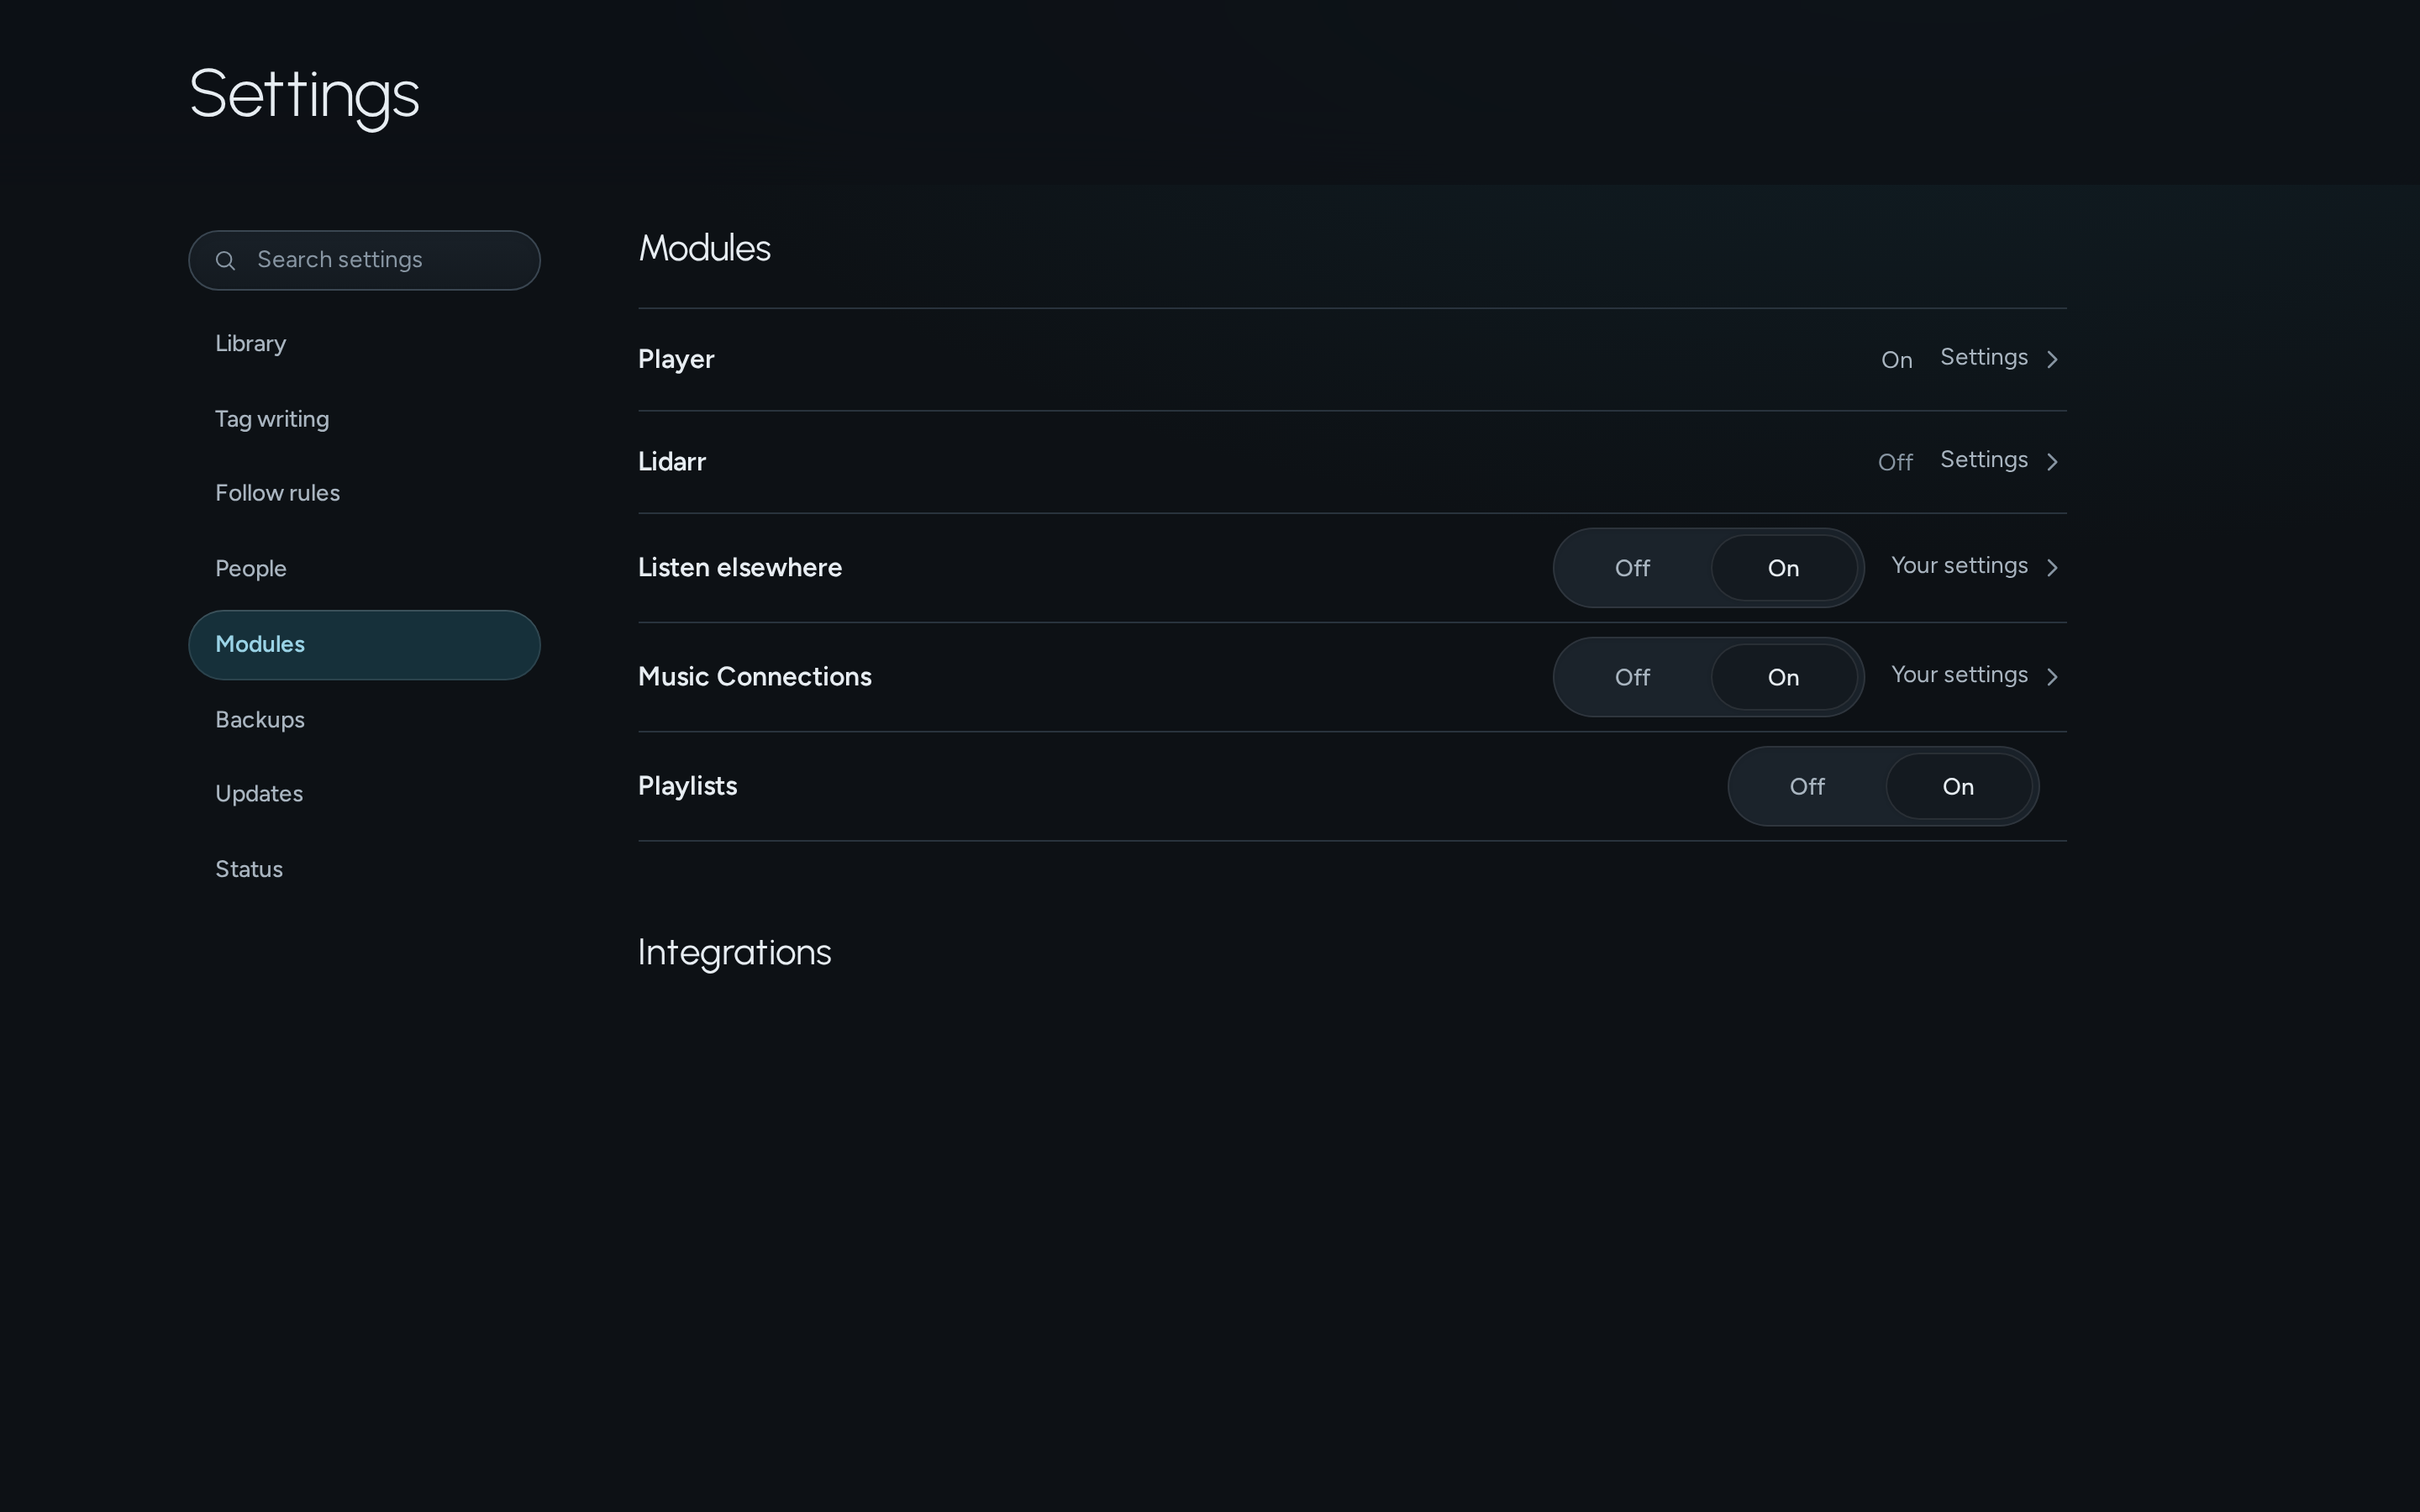 Settings
Search settings
Library
Tag writing
Follow rules
People
Modules
Backups
Updates
Status
Modules
Player On Settings
Lidarr Off Settings
Listen elsewhere Off On Your settings
Music Connections Off On Your settings
Playlists Off On
Integrations